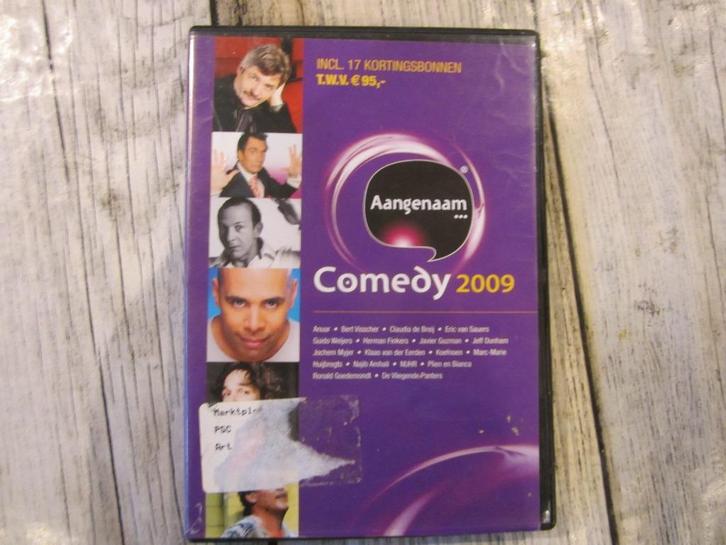 INCL. 17 KORTINGSBONNEN
T.W.V. € 95,-
Aangenaam
...
Comedy 2009
Anuar • Bert Visscher • Claudia de Breij • Eric van Sauers
Guido Weijers • Herman Finkers • Javier Guzman • Jeff Dunham
Jochem Myjer • Klaas van der Eerden • Koefnoen • Marc-Marie
Huijbregts • Najib Amhali • NUHR • Plien en Bianca
Ronald Goedemondt • De Vliegende Panters
Marktpl
PSC
Art